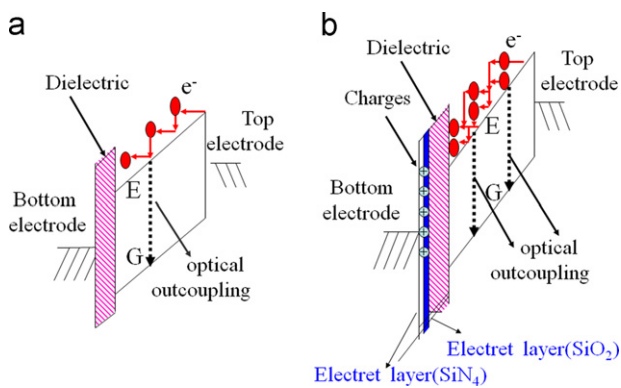 a
Dielectric
e-
Top
electrode
Bottom
electrode
E
G
optical
outcoupling
b
Dielectric
e-
Top
electrode
Charges
E
Bottom
electrode
G
optical
outcoupling
Electret layer(SiO2)
Electret layer(SiN4)